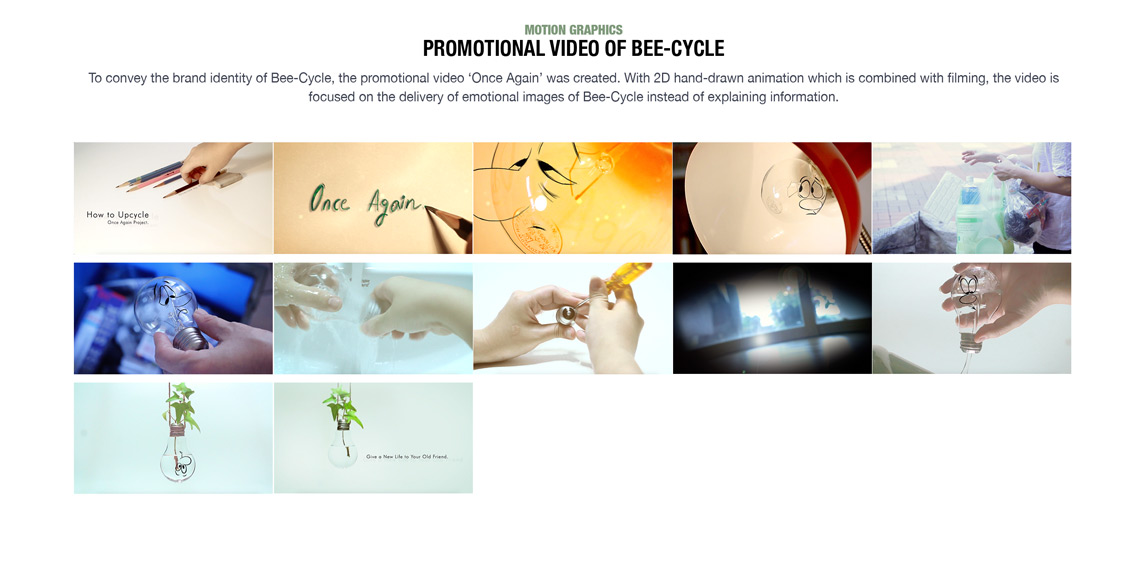 MOTION GRAPHICS
PROMOTIONAL VIDEO OF BEE-CYCLE
To convey the brand identity of Bee-Cycle, the promotional video ‘Once Again’ was created. With 2D hand-drawn animation which is combined with filming, the video is
focused on the delivery of emotional images of Bee-Cycle instead of explaining information.
How to Upcycle
Once Again Project.
Once Again
Give a New Life to Your Old Friend.